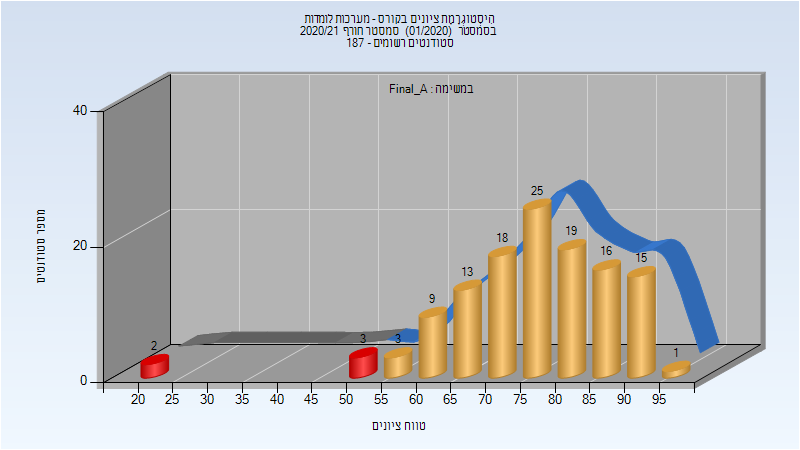 היסטוגרמת ציונים בקורס - מערכות לומדות
בסמסטר (01/2020) סמסטר חורף 2020/21
סטודנטים רשומים - 187
במשימה : Final_A
מספר סטודנטים
40
20
0
2
3
3
9
13
18
25
19
16
15
1
20 25 30 35 40 45 50 55 60 65 70 75 80 85 90 95
טווח ציונים